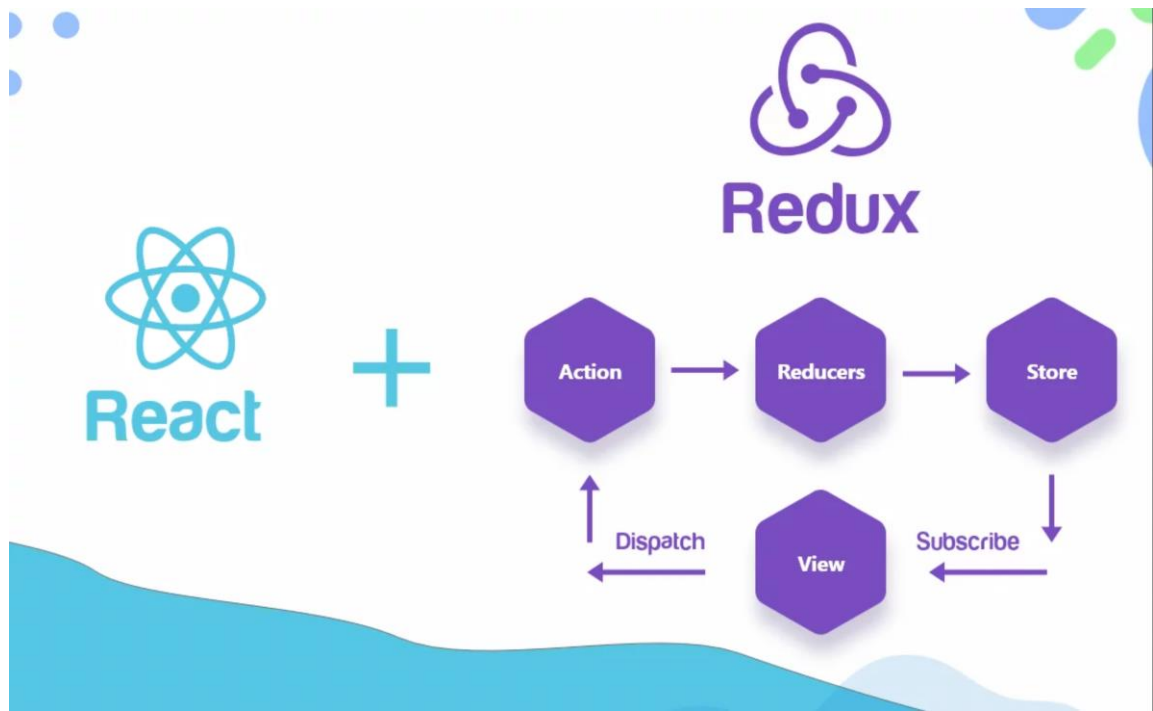 Redux
React
Action
Reducers
Store
Dispatch
View
Subscribe